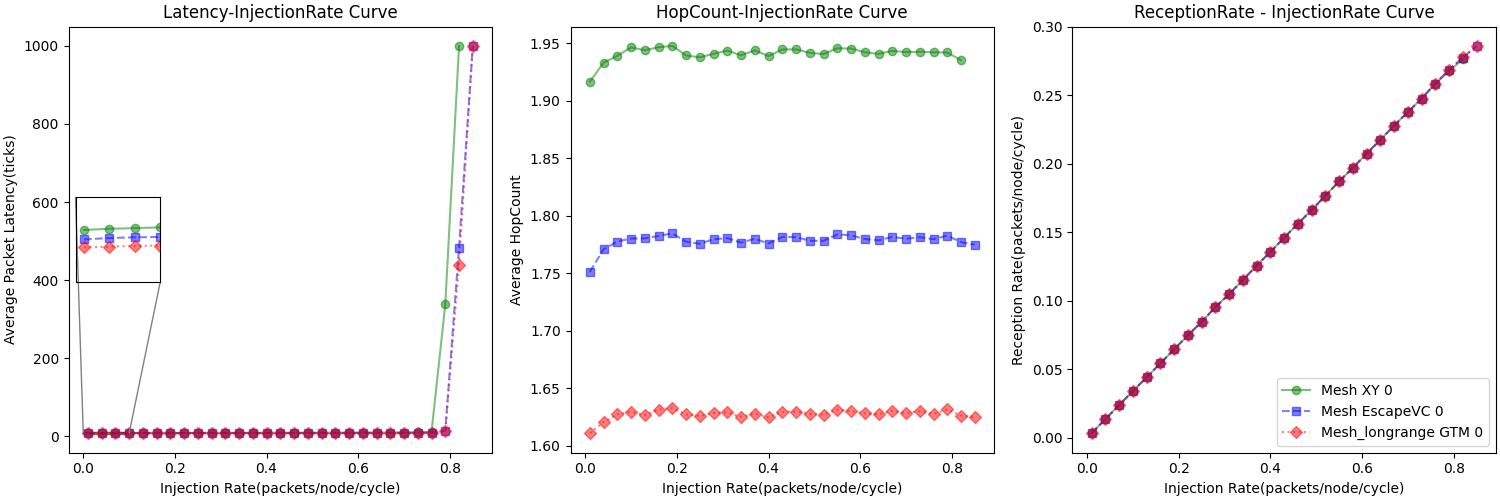 Latency-InjectionRate Curve
Average Packet Latency(ticks)
1000
800
600
400
200
0
0.0 0.2 0.4 0.6 0.8
Injection Rate(packets/node/cycle)
HopCount-InjectionRate Curve
Average HopCount
1.95
1.90
1.85
1.80
1.75
1.70
1.65
1.60
0.0 0.2 0.4 0.6 0.8
Injection Rate(packets/node/cycle)
ReceptionRate - InjectionRate Curve
Reception Rate(packets/node/cycle)
0.30
0.25
0.20
0.15
0.10
0.05
0.00
Mesh XY 0
Mesh EscapeVC 0
Mesh_longrange GTM 0
0.0 0.2 0.4 0.6 0.8
Injection Rate(packets/node/cycle)